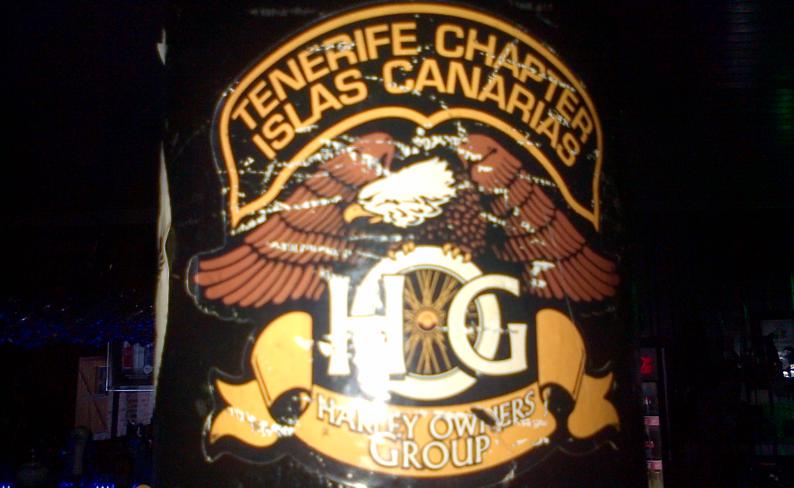 TENERIFE CHAPTER
ISLAS CANARIAS
HOG
HARLEY OWNERS
GROUP